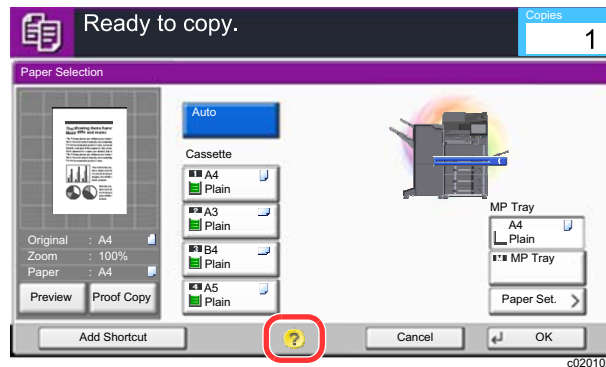 Ready to copy.
Copies
1
Paper Selection
Auto
Cassette
1 A4
Plain
2 A3
Plain
3 B4
Plain
4 A5
Plain
Original : A4
Zoom : 100%
Paper : A4
Preview
Proof Copy
MP Tray
A4
Plain
MP Tray
Paper Set.
Add Shortcut
?
Cancel
OK
c02010